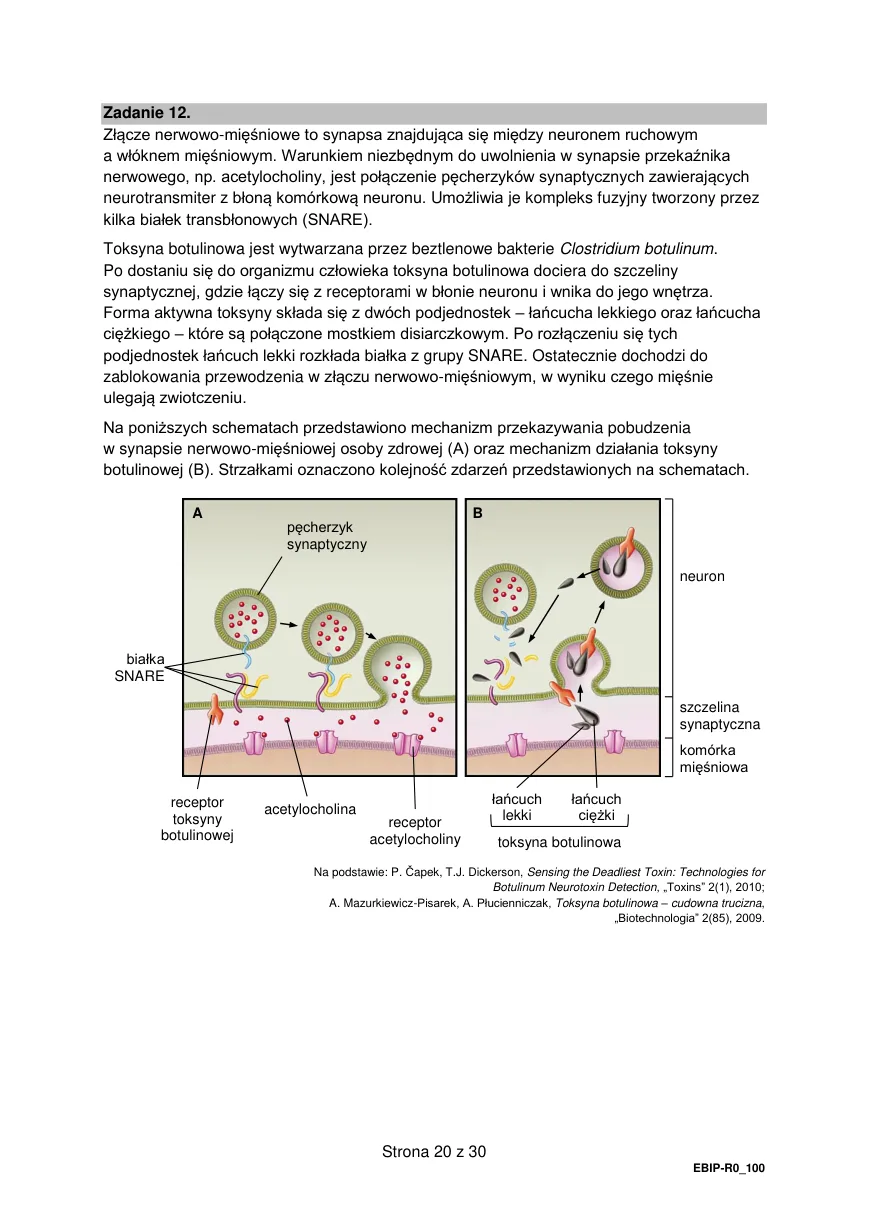 Zadanie 12.
Złącze nerwowo-mięśniowe to synapsa znajdująca się między neuronem ruchowym
a włóknem mięśniowym. Warunkiem niezbędnym do uwolnienia w synapsie przekaźnika
nerwowego, np. acetylocholiny, jest połączenie pęcherzyków synaptycznych zawierających
neurotransmiter z błoną komórkową neuronu. Umożliwia je kompleks fuzyjny tworzony przez
kilka białek transbłonowych (SNARE).
Toksyna botulinowa jest wytwarzana przez beztlenowe bakterie Clostridium botulinum.
Po dostaniu się do organizmu człowieka toksyna botulinowa dociera do szczeliny
synaptycznej, gdzie łączy się z receptorami w błonie neuronu i wnika do jego wnętrza.
Forma aktywna toksyny składa się z dwóch podjednostek – łańcucha lekkiego oraz łańcucha
ciężkiego – które są połączone mostkiem disiarczkowym. Po rozłączeniu się tych
podjednostek łańcuch lekki rozkłada białka z grupy SNARE. Ostatecznie dochodzi do
zablokowania przewodzenia w złączu nerwowo-mięśniowym, w wyniku czego mięśnie
ulegają zwiotczeniu.
Na poniższych schematach przedstawiono mechanizm przekazywania pobudzenia
w synapsie nerwowo-mięśniowej osoby zdrowej (A) oraz mechanizm działania toksyny
botulinowej (B). Strzałkami oznaczono kolejność zdarzeń przedstawionych na schematach.
A
pęcherzyk
synaptyczny
B
neuron
białka
SNARE
szczelina
synaptyczna
komórka
mięśniowa
receptor
toksyny
botulinowej
acetylocholina
receptor
acetylocholiny
łańcuch
lekki
łańcuch
ciężki
toksyna botulinowa
Na podstawie: P. Čapek, T.J. Dickerson, Sensing the Deadliest Toxin: Technologies for
Botulinum Neurotoxin Detection, „Toxins” 2(1), 2010;
A. Mazurkiewicz-Pisarek, A. Płucienniczak, Toksyna botulinowa – cudowna trucizna,
„Biotechnologia” 2(85), 2009.
Strona 20 z 30
EBIP-R0_100